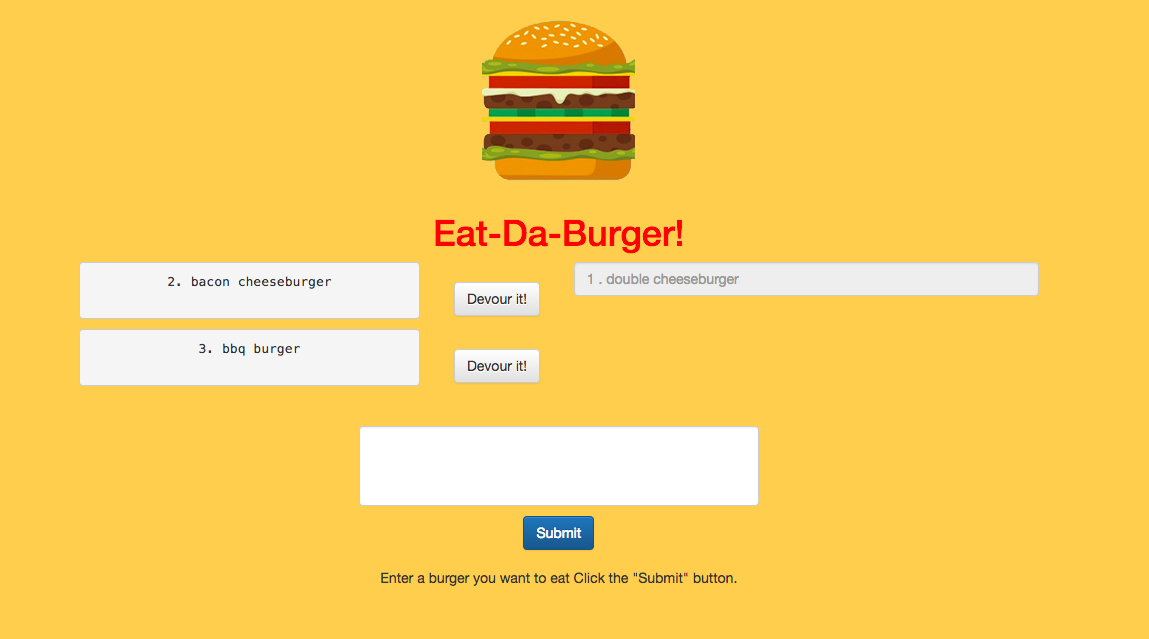 Eat-Da-Burger!
2. bacon cheeseburger
Devour it!
1 . double cheeseburger
3. bbq burger
Devour it!
Submit
Enter a burger you want to eat Click the "Submit" button.